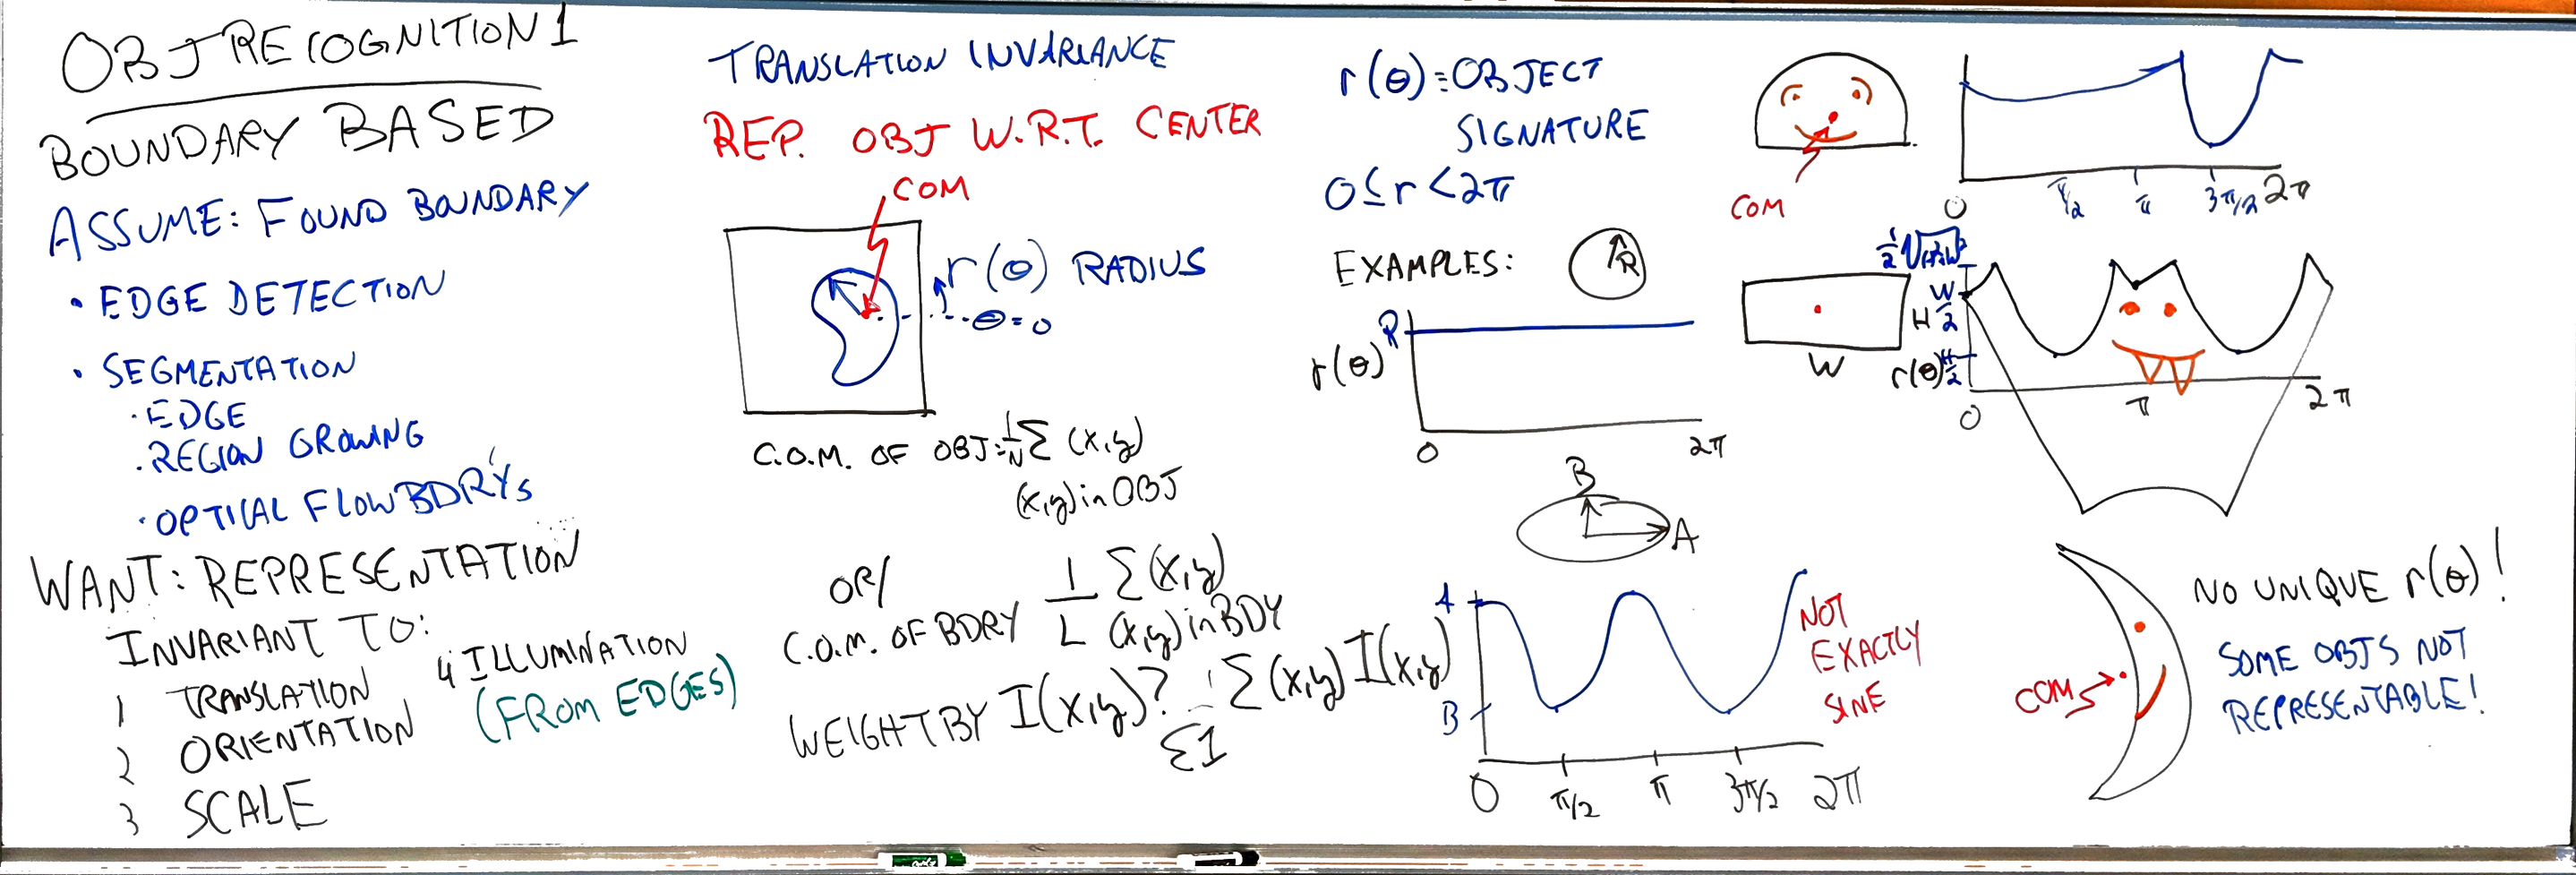 OBJ RECOGNITION 1
BOUNDARY BASED
ASSUME: FOUND BOUNDARY
• EDGE DETECTION
• SEGMENTATION
· EDGE
· REGION GROWING
· OPTICAL FLOW BDRY'S
WANT: REPRESENTATION
INVARIANT TO:
1 TRANSLATION
2 ORIENTATION
3 SCALE
4 ILLUMINATION
(FROM EDGES)
TRANSLATION INVARIANCE
REP. OBJ W.R.T. CENTER
COM
r(θ) RADIUS
θ=0
C.O.M. OF OBJ: 1/N Σ (x,y)
(x,y) in OBJ
OR/
C.O.M. OF BDRY 1/L Σ (x,y)
(x,y) in BDY
WEIGHT BY I(x,y)? Σ(x,y) I(x,y)
ΣI
r(θ) = OBJECT
SIGNATURE
0 ≤ r < 2π
EXAMPLES:
R
R
r(θ)
0 2π
B
A
A
B
0 π/2 π 3π/2 2π
NOT
EXACTLY
SINE
COM
0 π/2 π 3π/2 2π
H
W
W/2
r(θ) H/2
0 π 2π
COM
NO UNIQUE r(θ)!
SOME OBJS NOT
REPRESENTABLE!